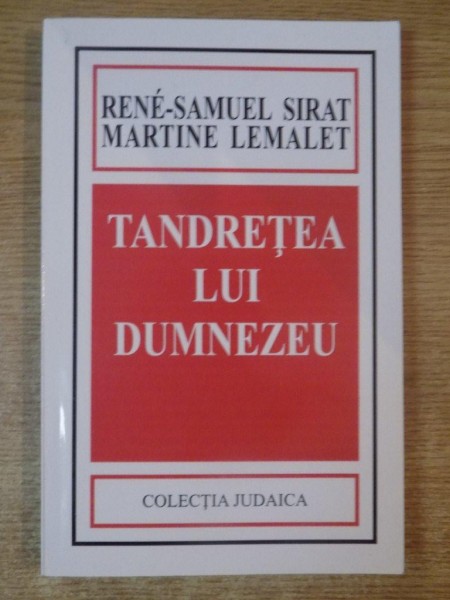 RENÉ-SAMUEL SIRAT
MARTINE LEMALET
TANDREȚEA
LUI
DUMNEZEU
COLECȚIA JUDAICA